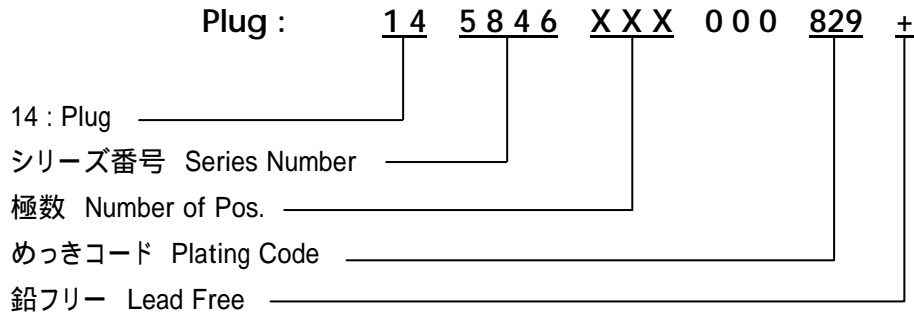 Plug : 14 5846 XXX 000 829 +
14 : Plug
シリーズ番号 Series Number
極数 Number of Pos.
めっきコード Plating Code
鉛フリー Lead Free